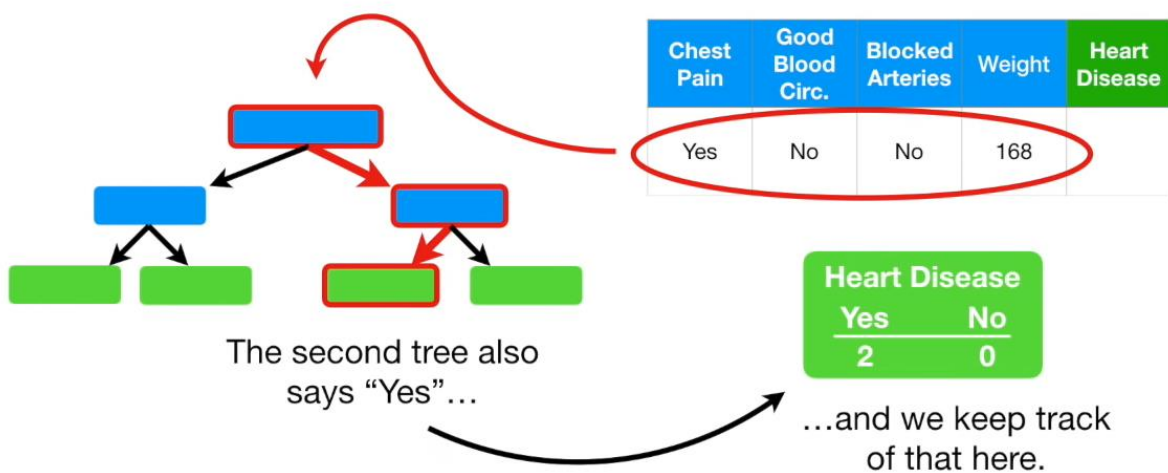 Chest Pain
Good Blood Circ.
Blocked Arteries
Weight
Heart Disease
Yes
No
No
168
Heart Disease
Yes No
2 0
The second tree also
says “Yes”…
…and we keep track
of that here.